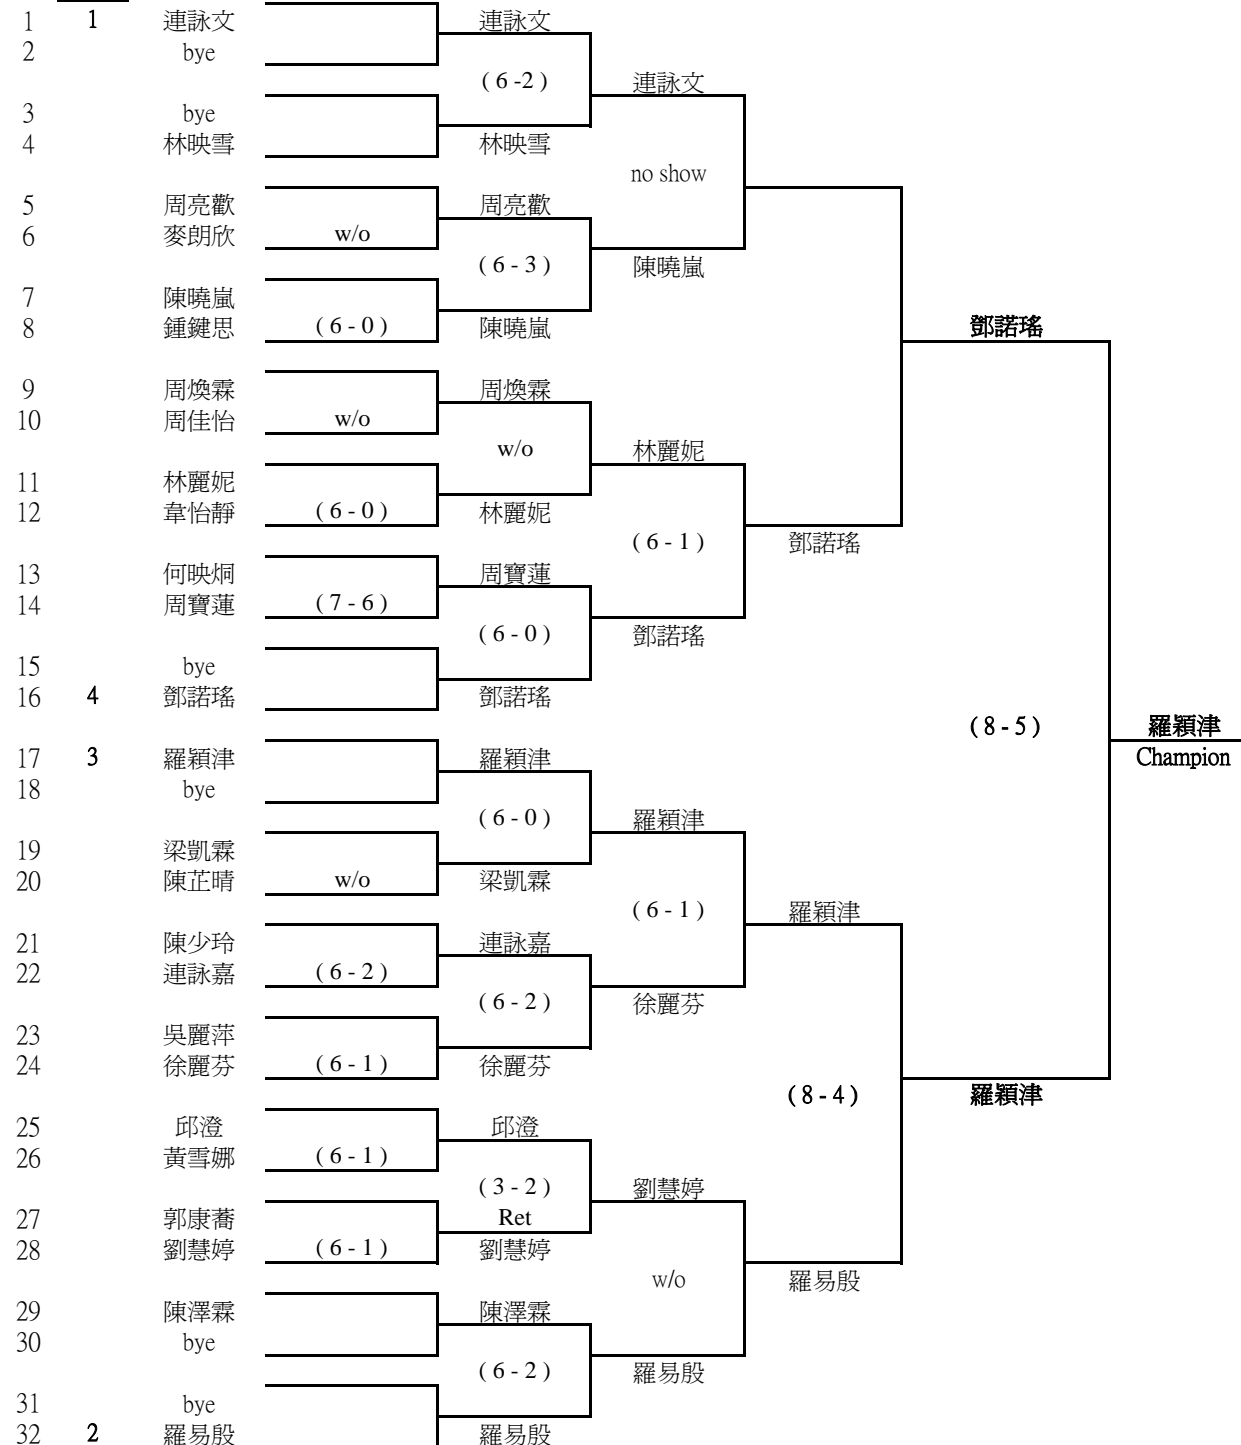 1 1 連詠文 連詠文
2 bye
( 6 -2 ) 連詠文
3 bye
4 林映雪 林映雪
no show
5 周亮歡 周亮歡
6 麥朗欣 w/o
( 6 - 3 ) 陳曉嵐
7 陳曉嵐
8 鍾鍵思 ( 6 - 0 ) 陳曉嵐 鄧諾瑤
9 周煥霖 周煥霖
10 周佳怡 w/o
w/o 林麗妮
11 林麗妮
12 韋怡靜 ( 6 - 0 ) 林麗妮
( 6 - 1 ) 鄧諾瑤
13 何映烔 周寶蓮
14 周寶蓮 ( 7 - 6 )
( 6 - 0 ) 鄧諾瑤
15 bye
16 4 鄧諾瑤 鄧諾瑤
( 8 - 5 ) 羅穎津
17 3 羅穎津 羅穎津 Champion
18 bye
( 6 - 0 ) 羅穎津
19 梁凱霖
20 陳芷晴 w/o 梁凱霖
( 6 - 1 ) 羅穎津
21 陳少玲 連詠嘉
22 連詠嘉 ( 6 - 2 )
( 6 - 2 ) 徐麗芬
23 吳麗萍
24 徐麗芬 ( 6 - 1 ) 徐麗芬
( 8 - 4 ) 羅穎津
25 邱澄 邱澄
26 黃雪娜 ( 6 - 1 )
( 3 - 2 ) 劉慧婷
27 郭康蕎 Ret
28 劉慧婷 ( 6 - 1 ) 劉慧婷
w/o 羅易殷
29 陳澤霖 陳澤霖
30 bye
( 6 - 2 ) 羅易殷
31 bye
32 2 羅易殷 羅易殷